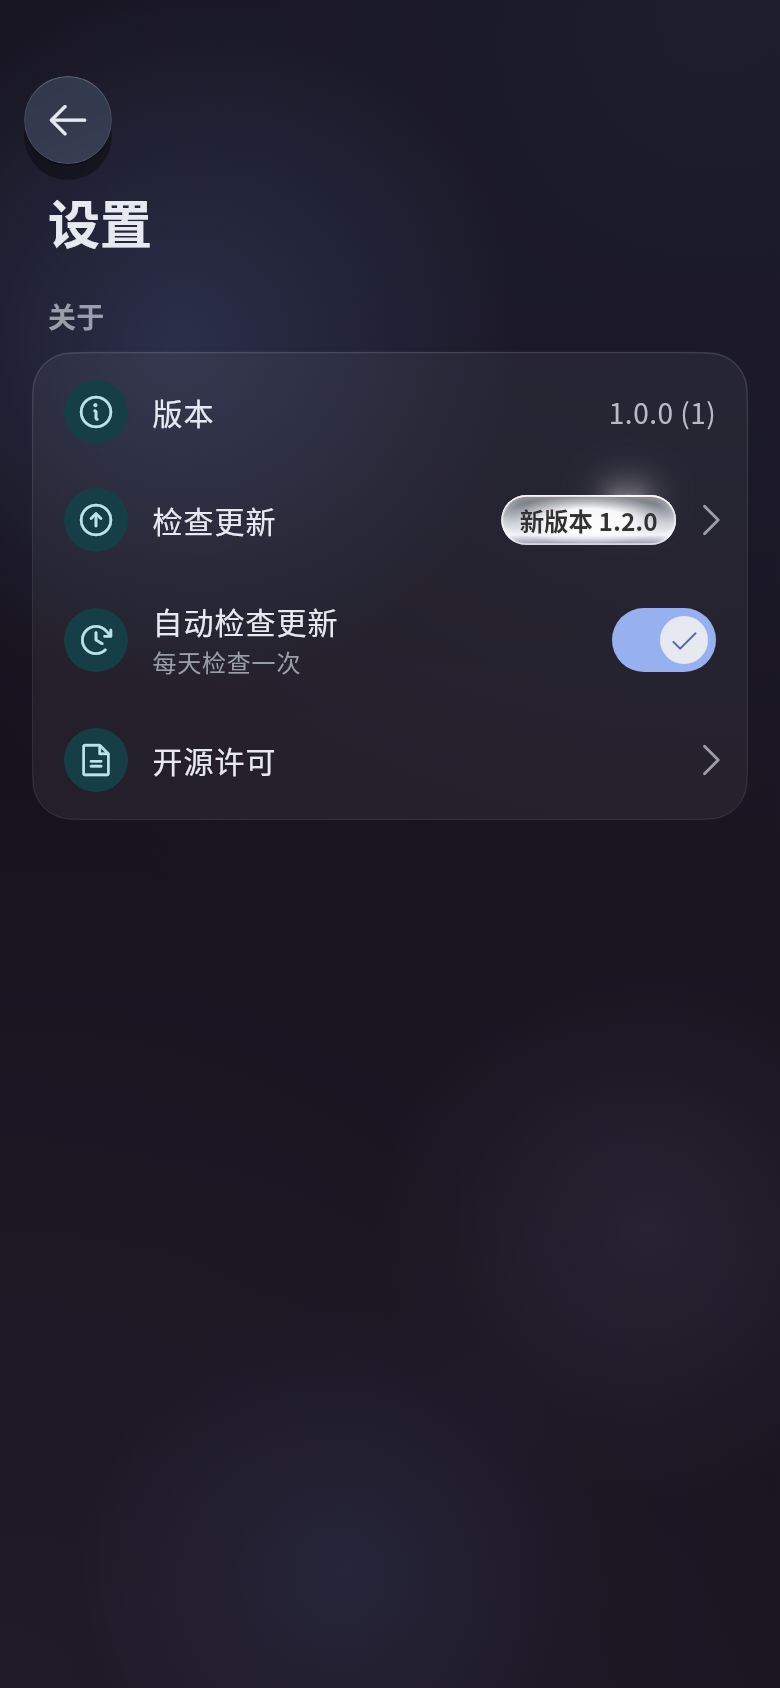 设置
关于
版本 1.0.0 (1)
检查更新 新版本 1.2.0
自动检查更新
每天检查一次
开源许可